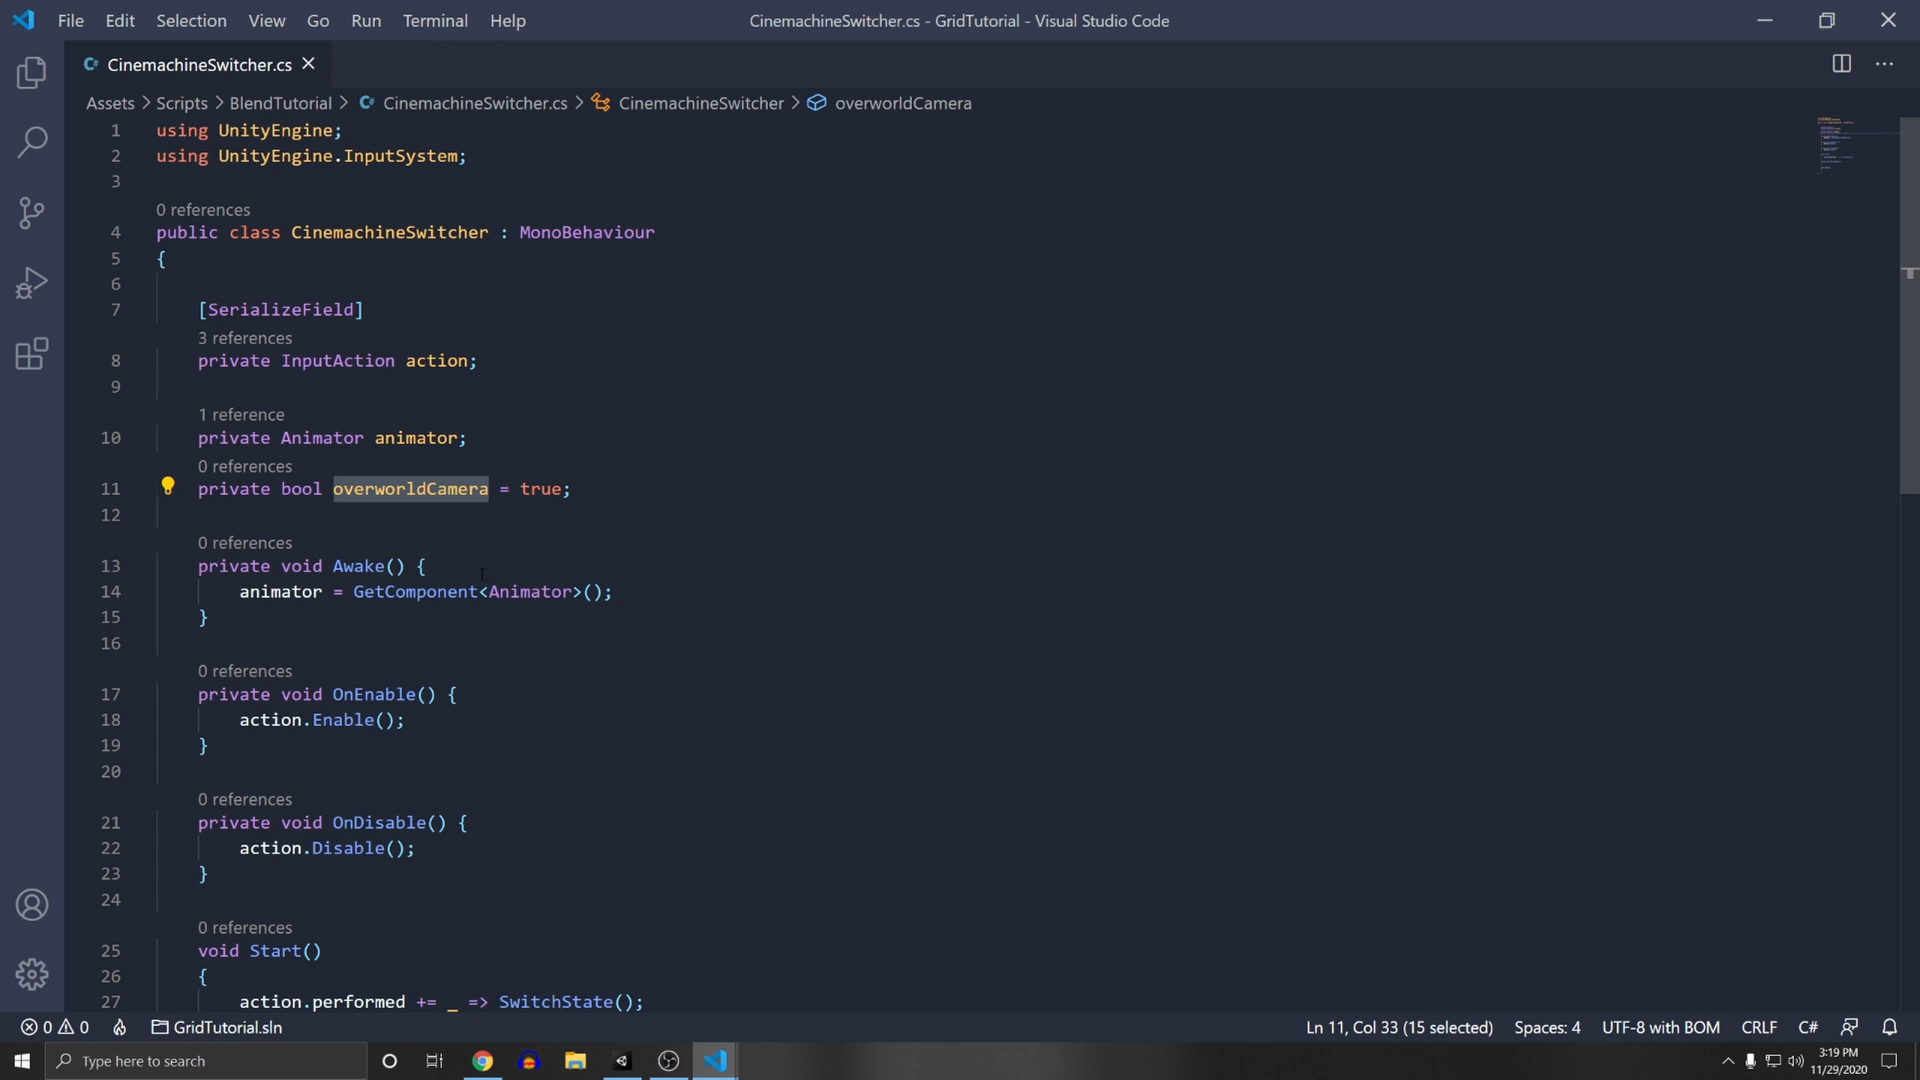 File Edit Selection View Go Run Terminal Help CinemachineSwitcher.cs - GridTutorial - Visual Studio Code
CinemachineSwitcher.cs
Assets > Scripts > BlendTutorial > CinemachineSwitcher.cs > CinemachineSwitcher > overworldCamera
1 using UnityEngine;
2 using UnityEngine.InputSystem;
3
0 references
4 public class CinemachineSwitcher : MonoBehaviour
5 {
6
7 [SerializeField]
3 references
8 private InputAction action;
9
1 reference
10 private Animator animator;
0 references
11 private bool overworldCamera = true;
12
0 references
13 private void Awake() {
14 animator = GetComponent<Animator>();
15 }
16
0 references
17 private void OnEnable() {
18 action.Enable();
19 }
20
0 references
21 private void OnDisable() {
22 action.Disable();
23 }
24
0 references
25 void Start()
26 {
27 action.performed += _ => SwitchState();
0 0 GridTutorial.sln Ln 11, Col 33 (15 selected) Spaces: 4 UTF-8 with BOM CRLF C#
Type here to search 3:19 PM
11/29/2020